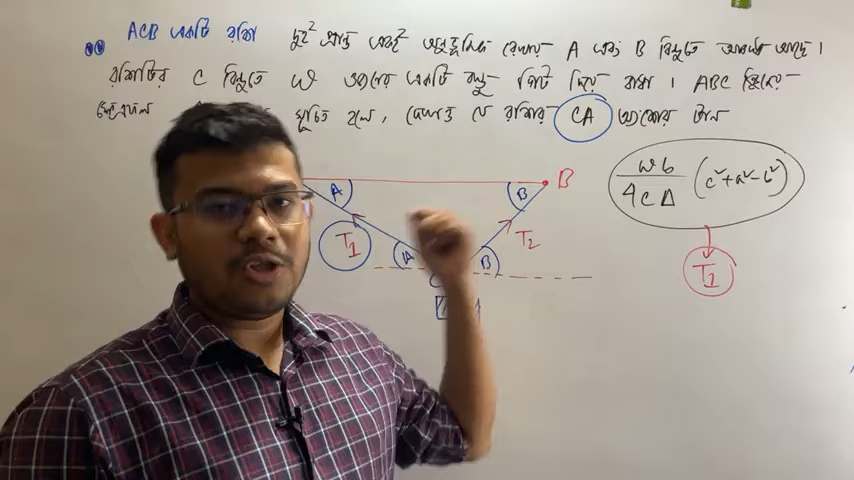 ACB একটি রশি দুই প্রান্ত একই অনুভূমিক রেখায় A এবং B বিন্দুতে আবদ্ধ আছে।
রশিটির C বিন্দুতে W ওজনের একটি বস্তু গিট দিয়ে বাধা। ABC ত্রিভুজের
ক্ষেত্রফল সূচিত হলে, দেখাও যে রশির CA অংশের টান
Wb/4cΔ (c²+a²-b²)
A B B
T₁ T₂
A B
T₁